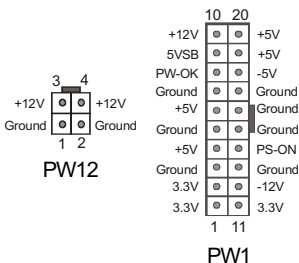 10 20
+12V +5V
5VSB +5V
PW-OK -5V
Ground Ground
+5V Ground
Ground Ground
+5V PS-ON
Ground Ground
3.3V -12V
3.3V 3.3V
1 11
PW1
3 4
+12V +12V
Ground Ground
1 2
PW12